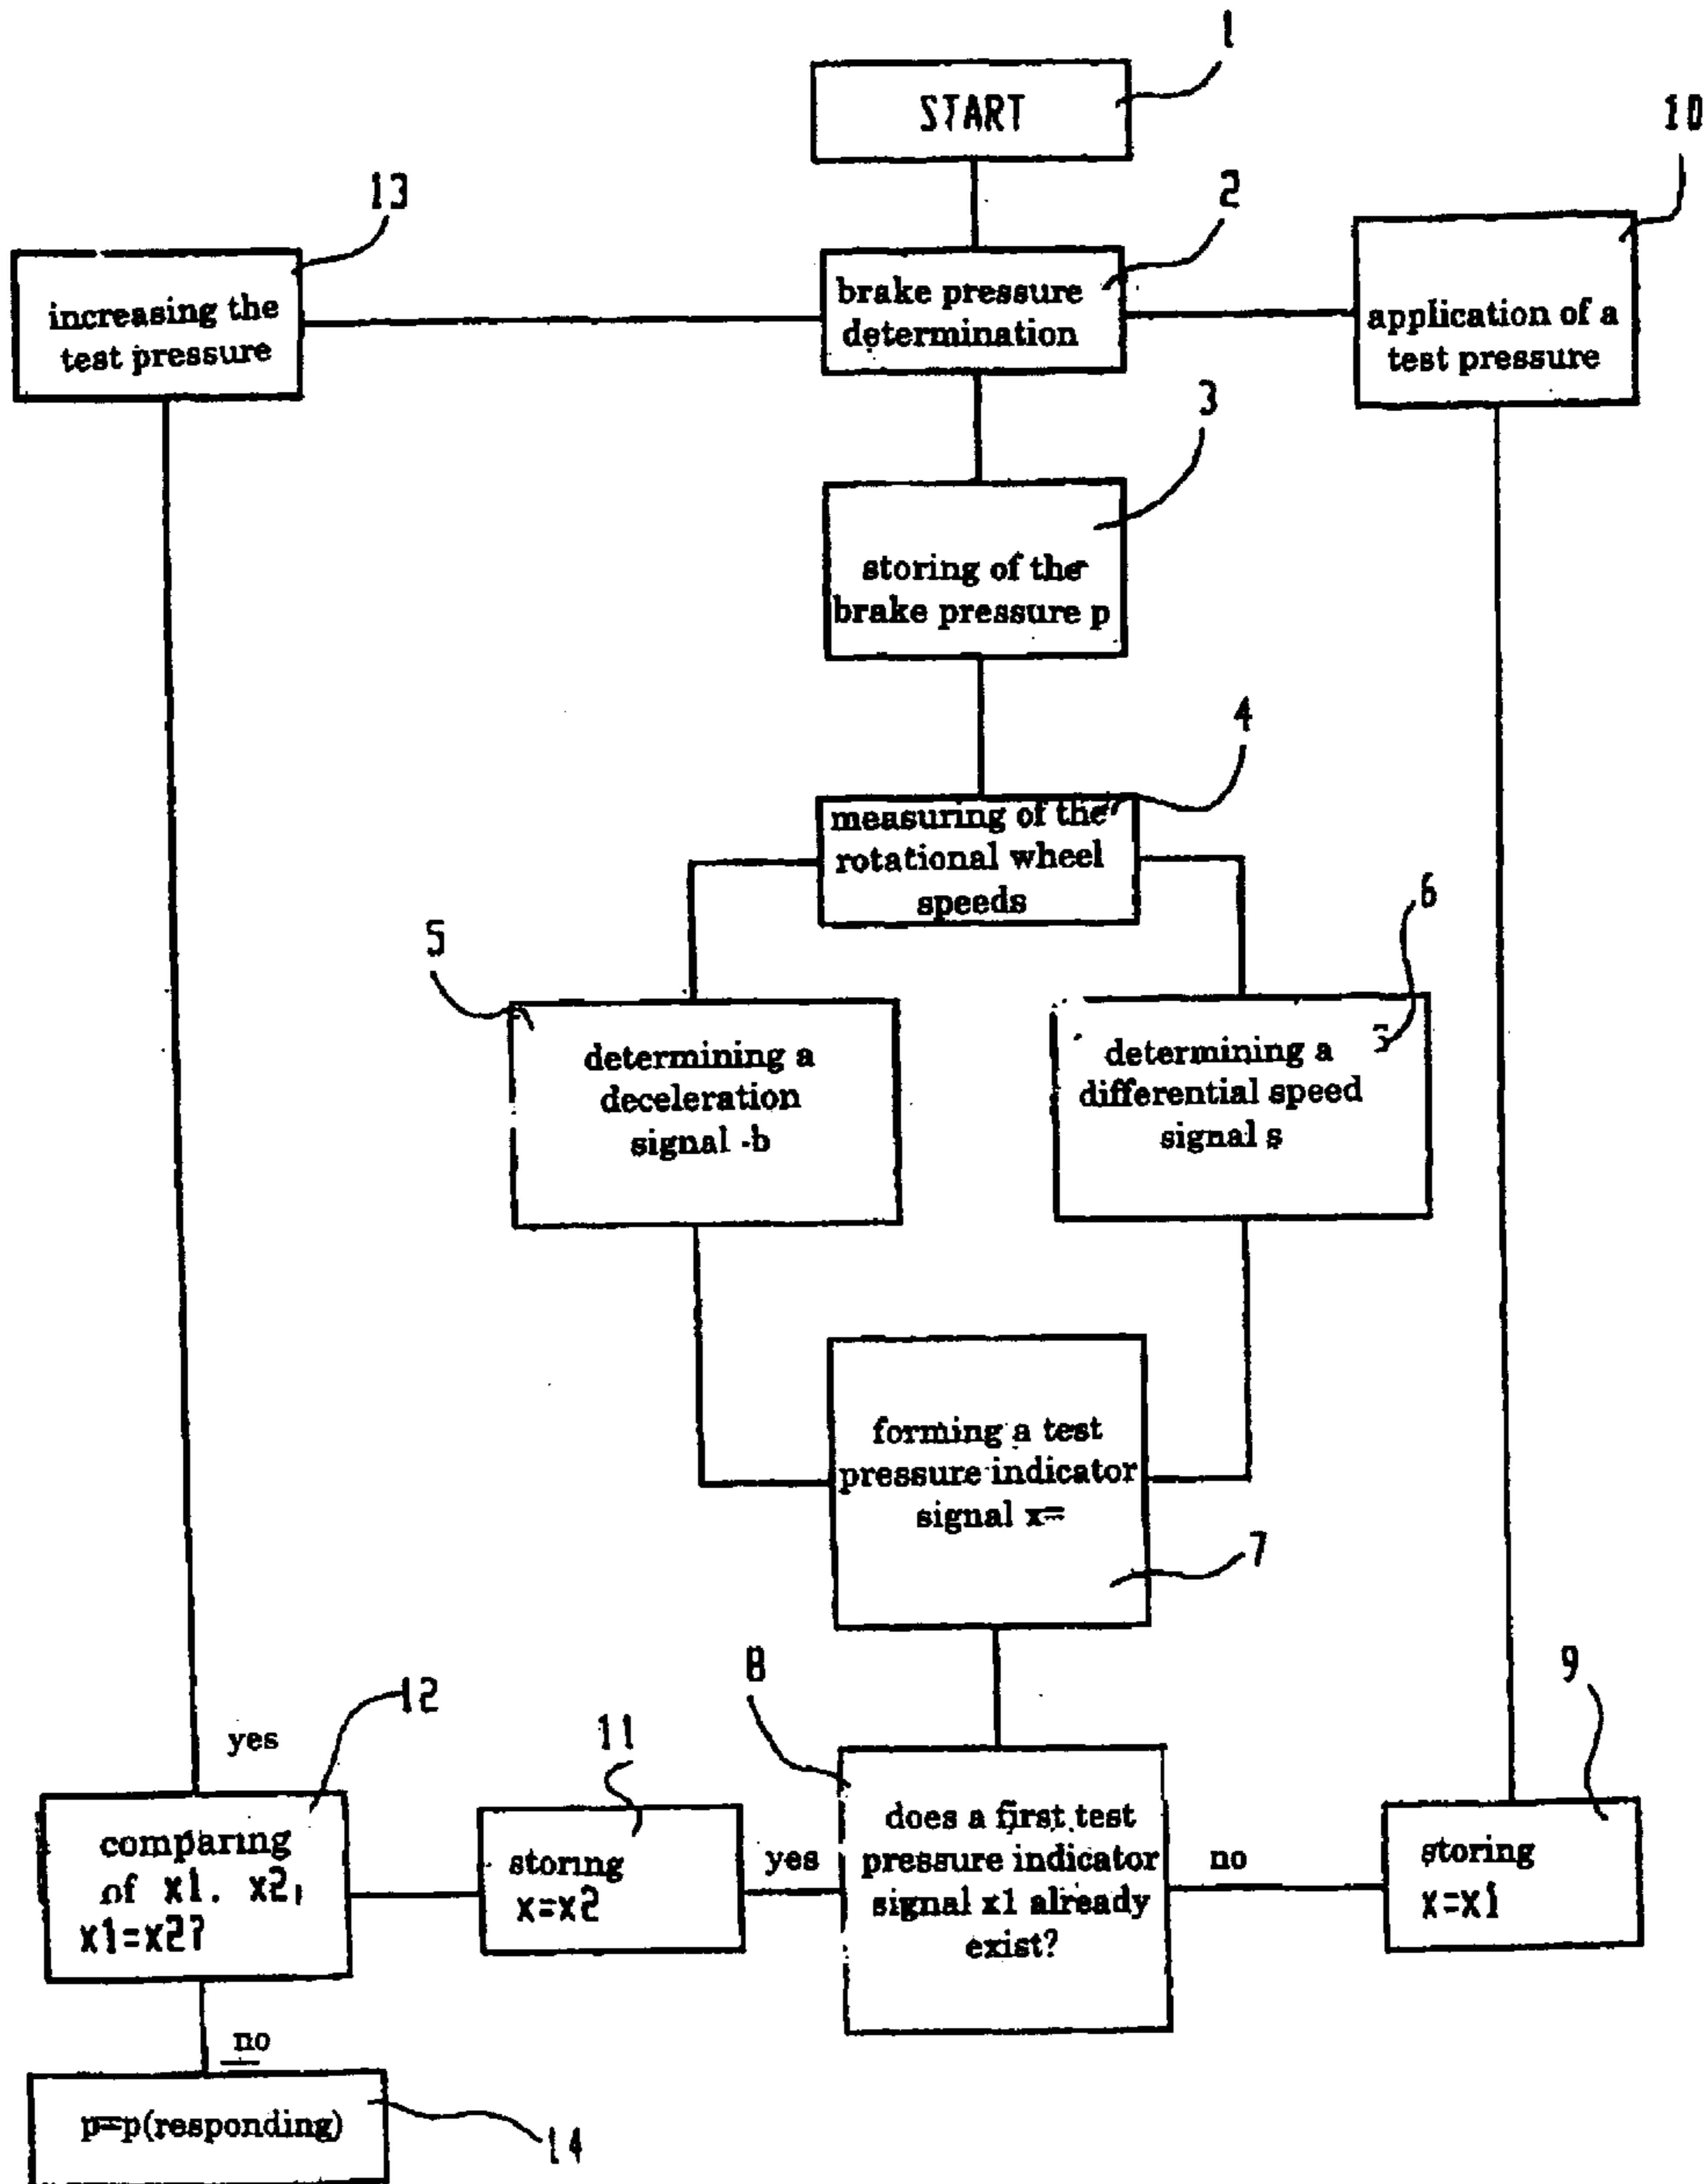 1
START
10
13
2
increasing the
test pressure
brake pressure
determination
application of a
test pressure
3
storing of the
brake pressure p
4
measuring of the
rotational wheel
speeds
5
6
determining a
deceleration
signal -b
determining a
differential speed
signal s
forming a test
pressure indicator
signal x=
7
8
9
12
yes
11
comparing
of x1. x2,
x1=x2?
storing
x=x2
yes
does a first test
pressure indicator
signal x1 already
exist?
no
storing
x=x1
no
p=p(responding)
14